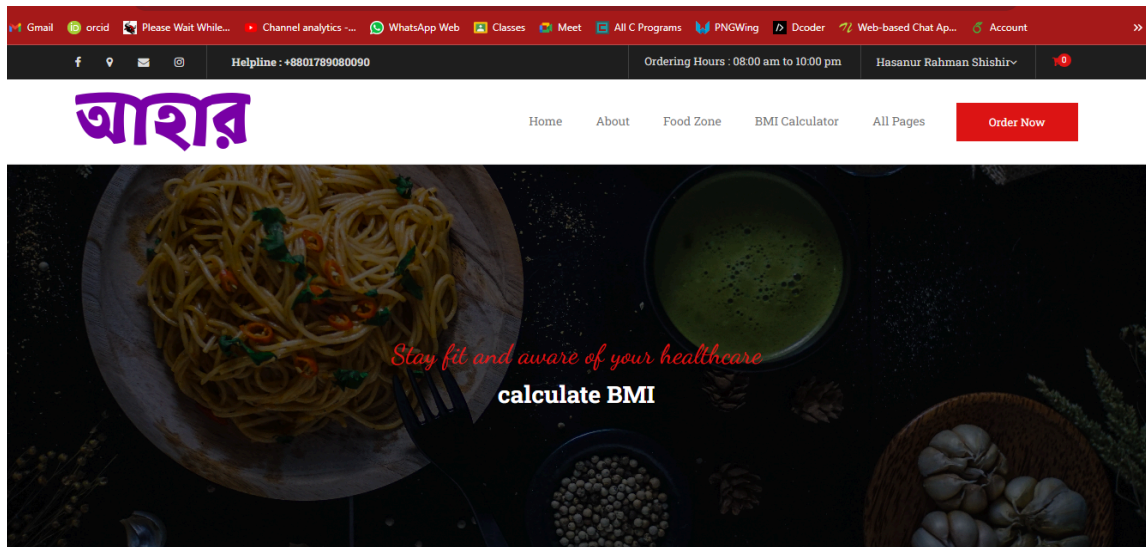 Gmail orcid Please Wait While... Channel analytics -... WhatsApp Web Classes Meet All C Programs PNGWing Dcoder Web-based Chat Ap... Account »
Helpline : +8801789080090 Ordering Hours : 08:00 am to 10:00 pm Hasanur Rahman Shishir 0
আহার Home About Food Zone BMI Calculator All Pages Order Now
Stay fit and aware of your healthcare
calculate BMI